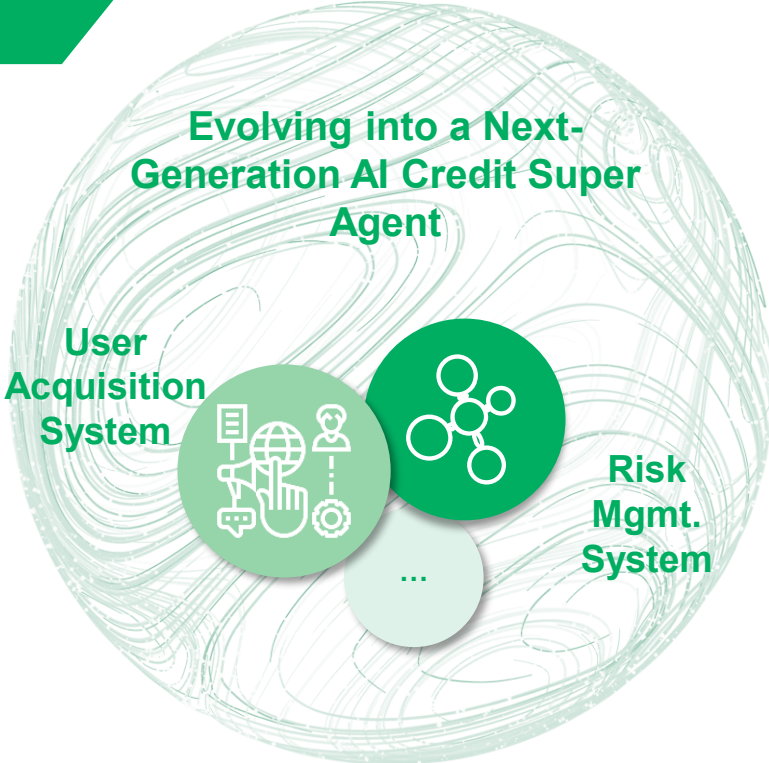 Evolving into a Next-
Generation AI Credit Super
Agent
User
Acquisition
System
Risk
Mgmt.
System
...